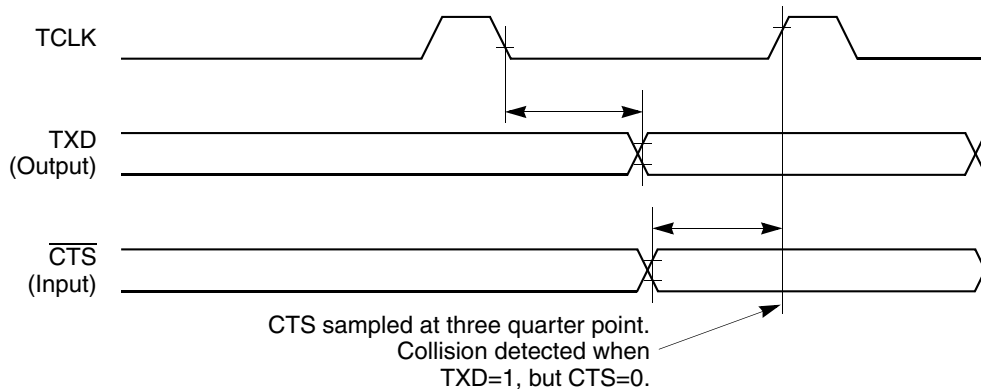 TCLK
TXD
(Output)
CTS
(Input)
CTS sampled at three quarter point.
Collision detected when
TXD=1, but CTS=0.